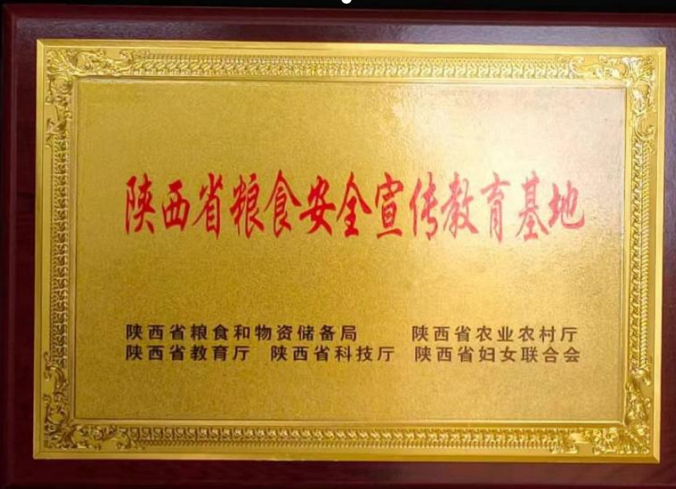 陕西省粮食安全宣传教育基地
陕西省粮食和物资储备局 陕西省农业农村厅
陕西省教育厅 陕西省科技厅 陕西省妇女联合会